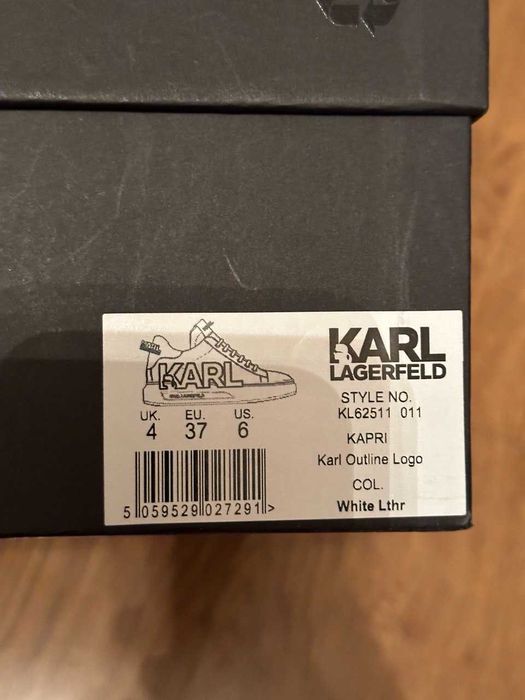 KARL
LAGERFELD
STYLE NO.
KL62511 011
KAPRI
Karl Outline Logo
COL.
White Lthr
KARL
UK. EU. US.
4 37 6
5 059529 027291 >